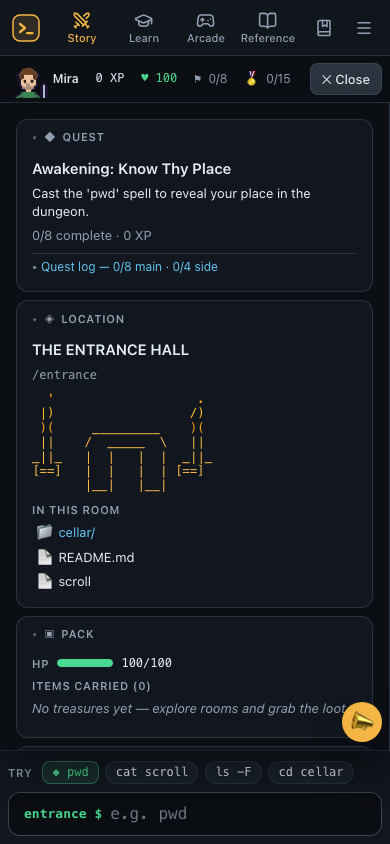 Story
Learn
Arcade
Reference
Mira 0 XP ♥ 100 0/8 0/15 × Close
QUEST
Awakening: Know Thy Place
Cast the 'pwd' spell to reveal your place in the
dungeon.
0/8 complete · 0 XP
▸ Quest log — 0/8 main · 0/4 side
LOCATION
THE ENTRANCE HALL
/entrance
IN THIS ROOM
cellar/
README.md
scroll
PACK
HP 100/100
ITEMS CARRIED (0)
No treasures yet — explore rooms and grab the loot
TRY ◆ pwd cat scroll ls -F cd cellar
entrance $ e.g. pwd